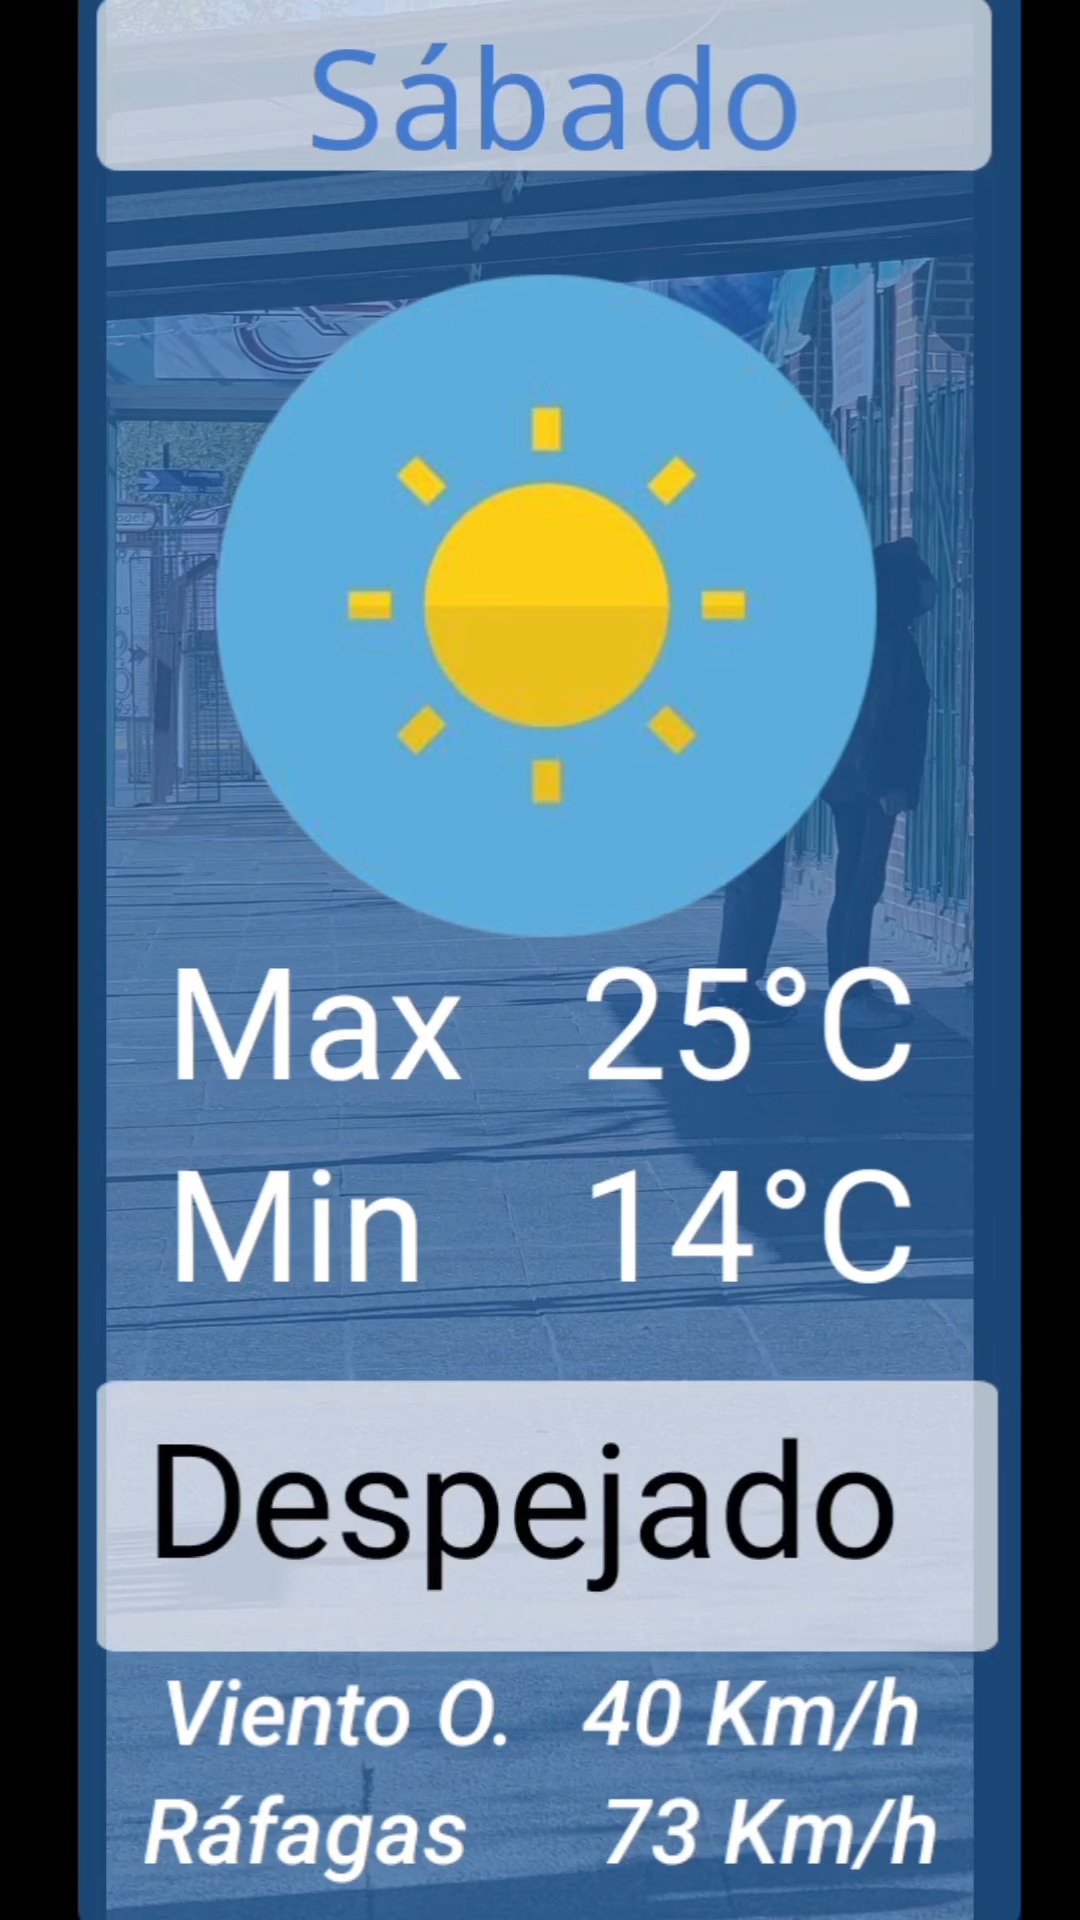 Sábado
Max 25°C
Min 14°C
Despejado
Viento O. 40 Km/h
Ráfagas 73 Km/h